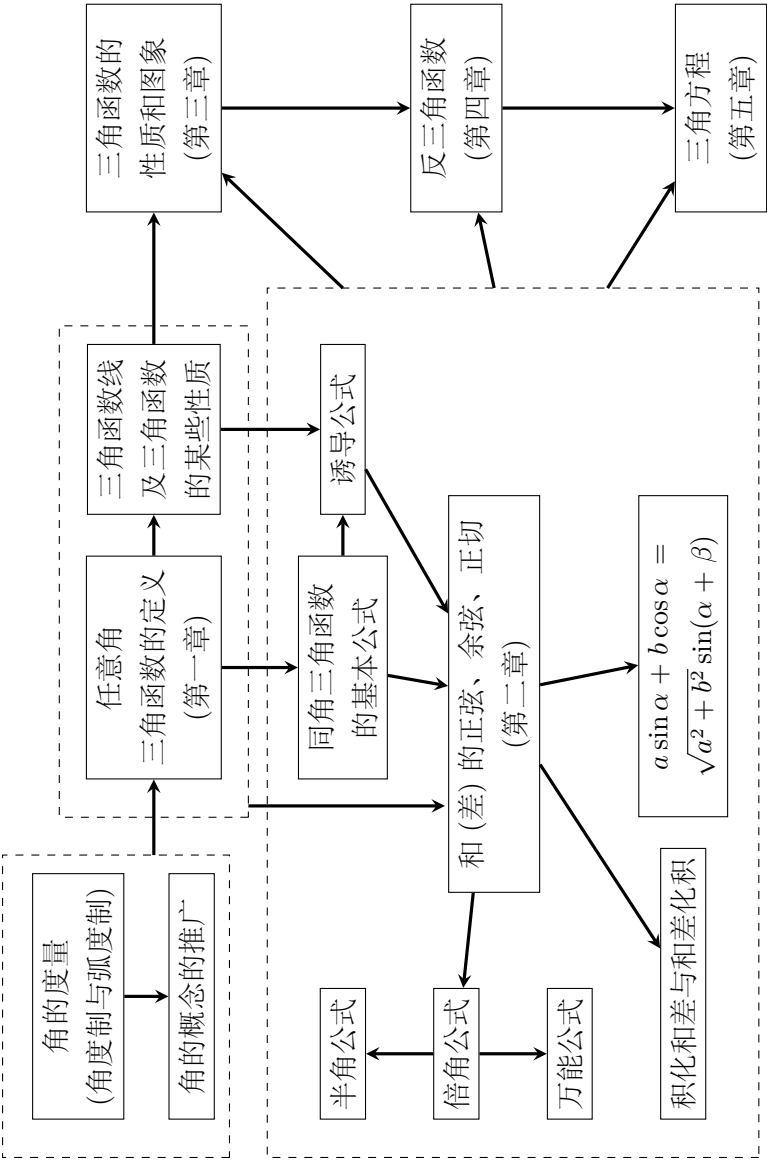 角的度量
(角度制与弧度制)
角的概念的推广
任意角
三角函数的定义
(第一章)
三角函数线
及三角函数
的某些性质
三角函数的
性质和图象
(第三章)
同角三角函数
的基本公式
诱导公式
反三角函数
(第四章)
半角公式
倍角公式
万能公式
和 (差) 的正弦、余弦、正切
(第二章)
积化和差与和差化积
a sin α + b cos α =
√a² + b² sin(α + β)
三角方程
(第五章)